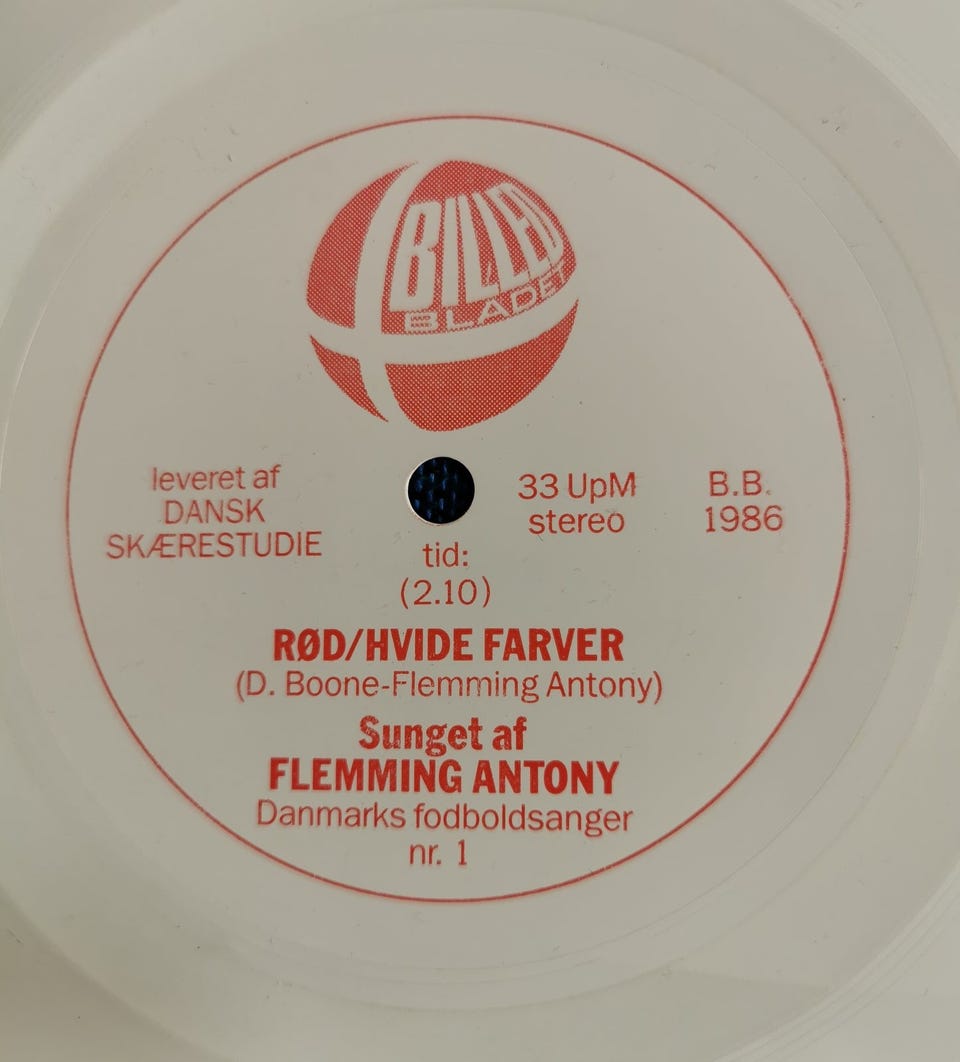 BILLED
BLADET
leveret af
DANSK
SKÆRESTUDIE
33 UpM
stereo
B.B.
1986
tid:
(2.10)
RØD/HVIDE FARVER
(D. Boone-Flemming Antony)
Sunget af
FLEMMING ANTONY
Danmarks fodboldsanger
nr. 1